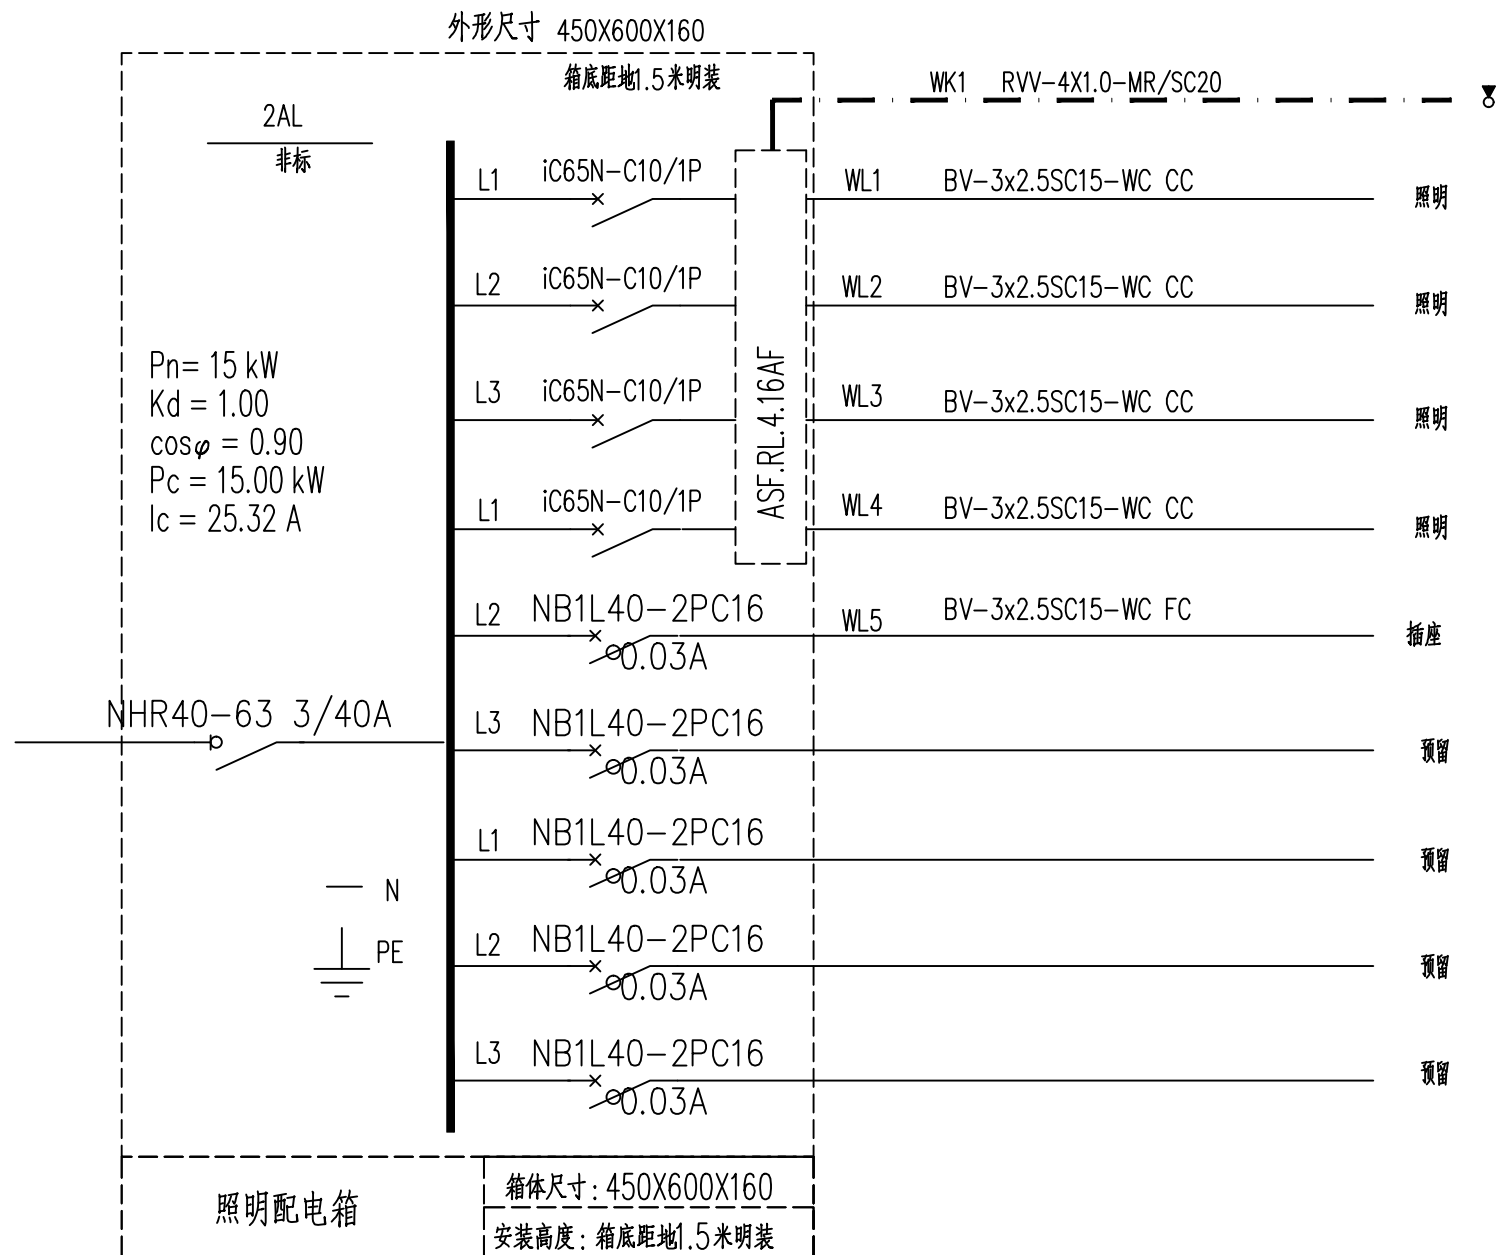 外形尺寸 450X600X160
箱底距地1.5米明装
WK1 RVV-4X1.0-MR/SC20
2AL
非标
L1 iC65N-C10/1P WL1 BV-3x2.5SC15-WC CC 照明
L2 iC65N-C10/1P WL2 BV-3x2.5SC15-WC CC 照明
Pn= 15 kW
Kd = 1.00
cosφ = 0.90
Pc = 15.00 kW
Ic = 25.32 A
L3 iC65N-C10/1P WL3 BV-3x2.5SC15-WC CC 照明
ASF.RL.4.16AF
L1 iC65N-C10/1P WL4 BV-3x2.5SC15-WC CC 照明
L2 NB1L40-2PC16 WL5 BV-3x2.5SC15-WC FC 插座
0.03A
NHR40-63 3/40A
L3 NB1L40-2PC16 预留
0.03A
L1 NB1L40-2PC16 预留
0.03A
N
PE
L2 NB1L40-2PC16 预留
0.03A
L3 NB1L40-2PC16 预留
0.03A
照明配电箱
箱体尺寸：450X600X160
安装高度：箱底距地1.5米明装